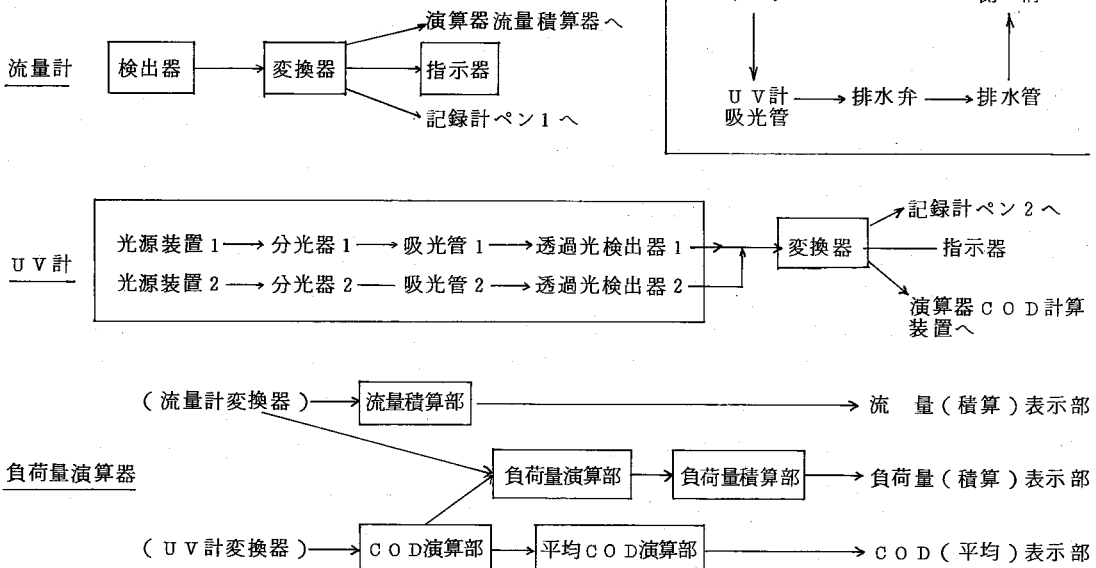 演算器流量積算器へ
流量計
検出器
変換器
指示器
記録計ペン1へ
UV計
吸光管
排水弁
排水管
UV計
光源装置1
分光器1
吸光管1
透過光検出器1
光源装置2
分光器2
吸光管2
透過光検出器2
変換器
記録計ペン2へ
指示器
演算器COD計算
装置へ
(流量計変換器)
流量積算部
流 量(積算)表示部
負荷量演算器
負荷量演算部
負荷量積算部
負荷量(積算)表示部
(UV計変換器)
COD演算部
平均COD演算部
COD(平均)表示部